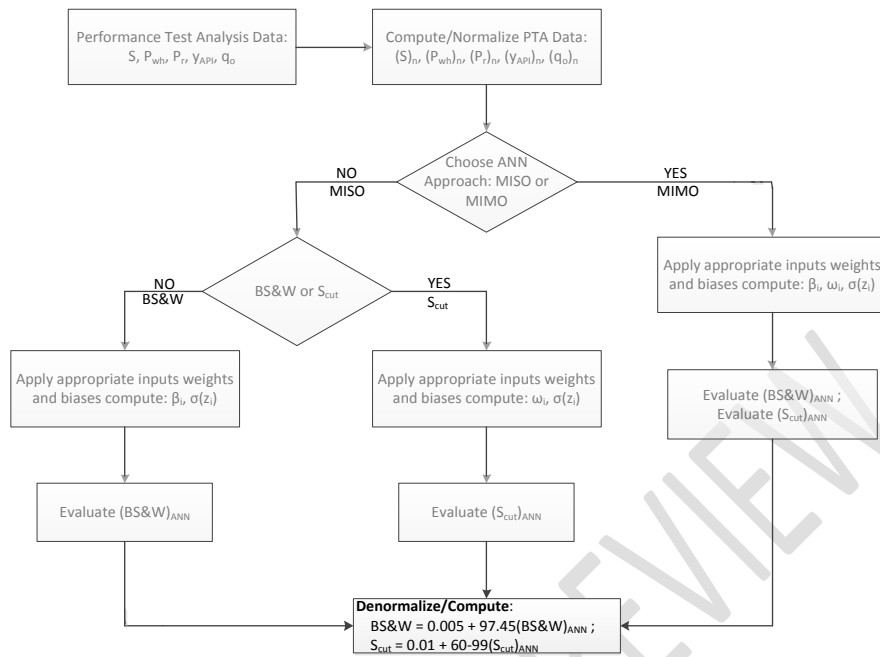 Performance Test Analysis Data:
S, Pwh, Pr, yAPI, qo
Compute/Normalize PTA Data:
(S)n, (Pwh)n, (Pr)n, (yAPI)n, (qo)n
Choose ANN
Approach: MISO or
MIMO
NO
MISO
YES
MIMO
BS&W or Scut
NO
BS&W
YES
Scut
Apply appropriate inputs weights
and biases compute: βi, ωi, σ(zi)
Apply appropriate inputs weights
and biases compute: βi, σ(zi)
Apply appropriate inputs weights
and biases compute: ωi, σ(zi)
Evaluate (BS&W)ANN ;
Evaluate (Scut)ANN
Evaluate (BS&W)ANN
Evaluate (Scut)ANN
Denormalize/Compute:
BS&W = 0.005 + 97.45(BS&W)ANN ;
Scut = 0.01 + 60-99(Scut)ANN
REVIEW